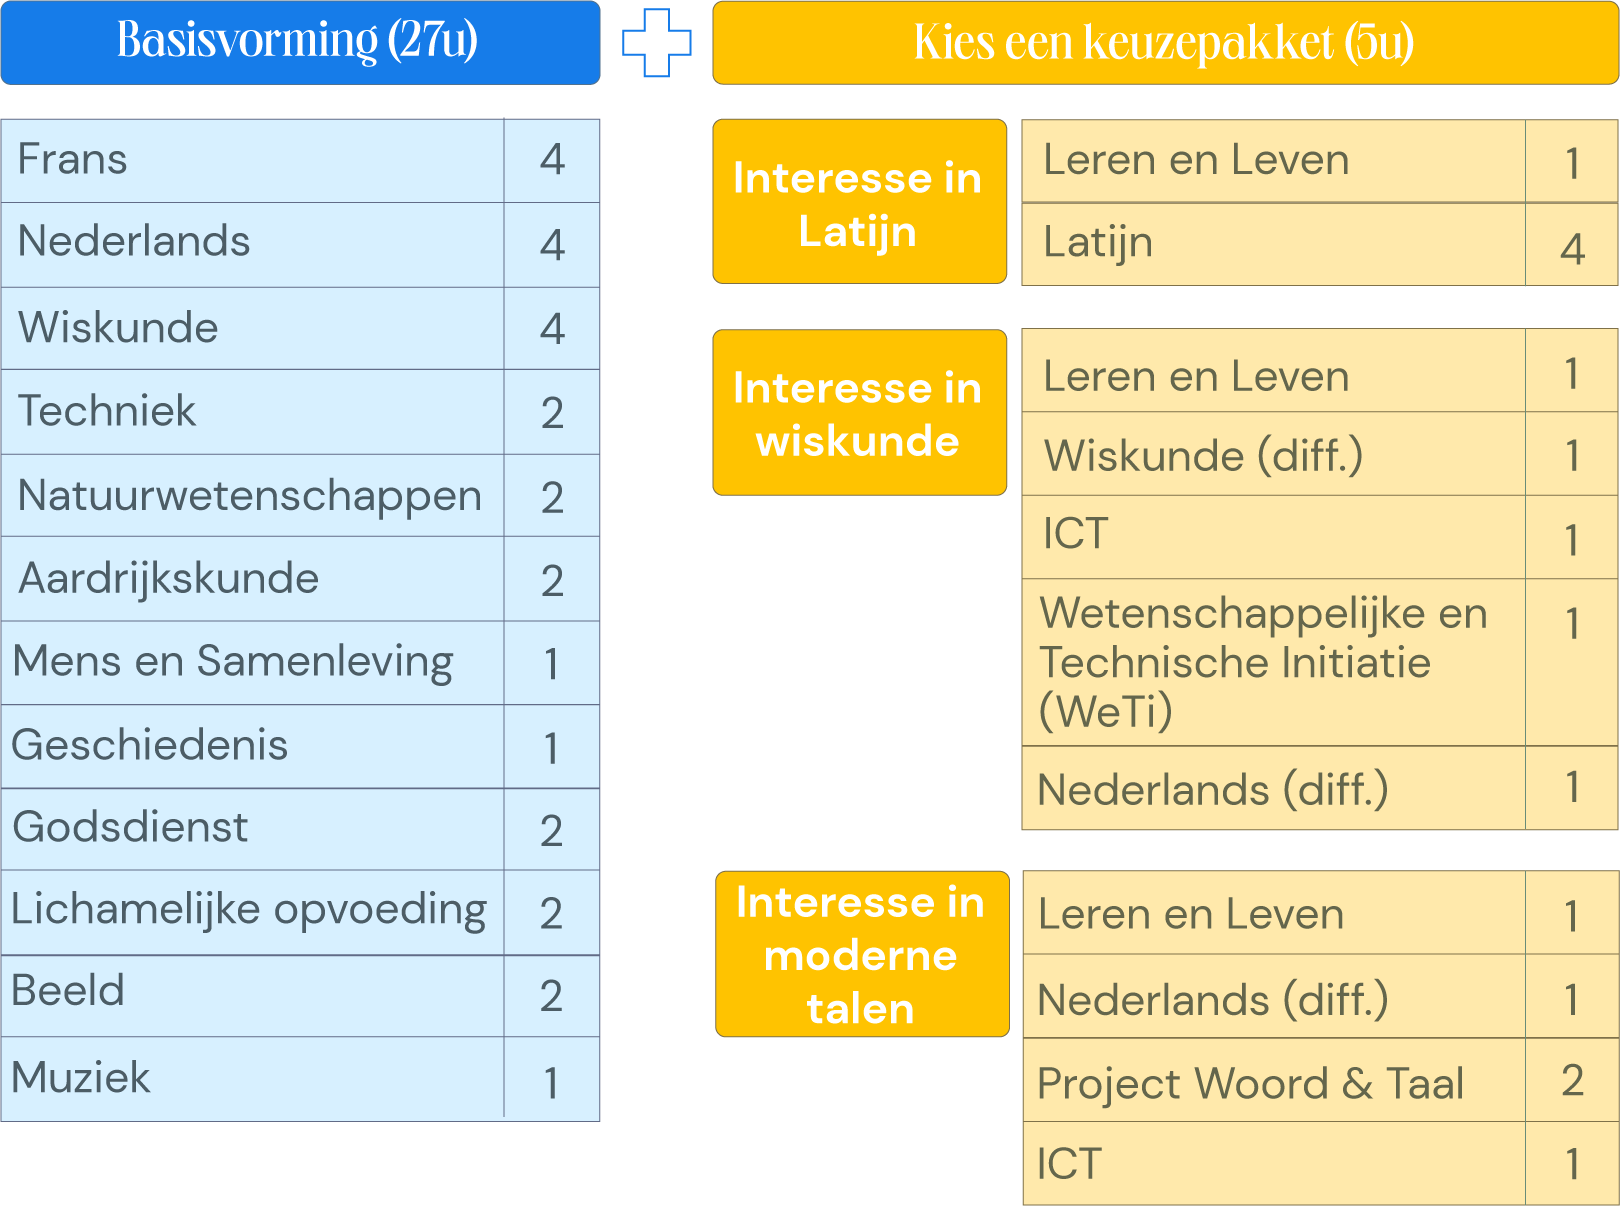 Basisvorming (27u)
Frans 4
Nederlands 4
Wiskunde 4
Techniek 2
Natuurwetenschappen 2
Aardrijkskunde 2
Mens en Samenleving 1
Geschiedenis 1
Godsdienst 2
Lichamelijke opvoeding 2
Beeld 2
Muziek 1
Kies een keuzepakket (5u)
Interesse in
Latijn
Leren en Leven 1
Latijn 4
Interesse in
wiskunde
Leren en Leven 1
Wiskunde (diff.) 1
ICT 1
Wetenschappelijke en 1
Technische Initiatie
(WeTi)
Nederlands (diff.) 1
Interesse in
moderne
talen
Leren en Leven 1
Nederlands (diff.) 1
Project Woord & Taal 2
ICT 1